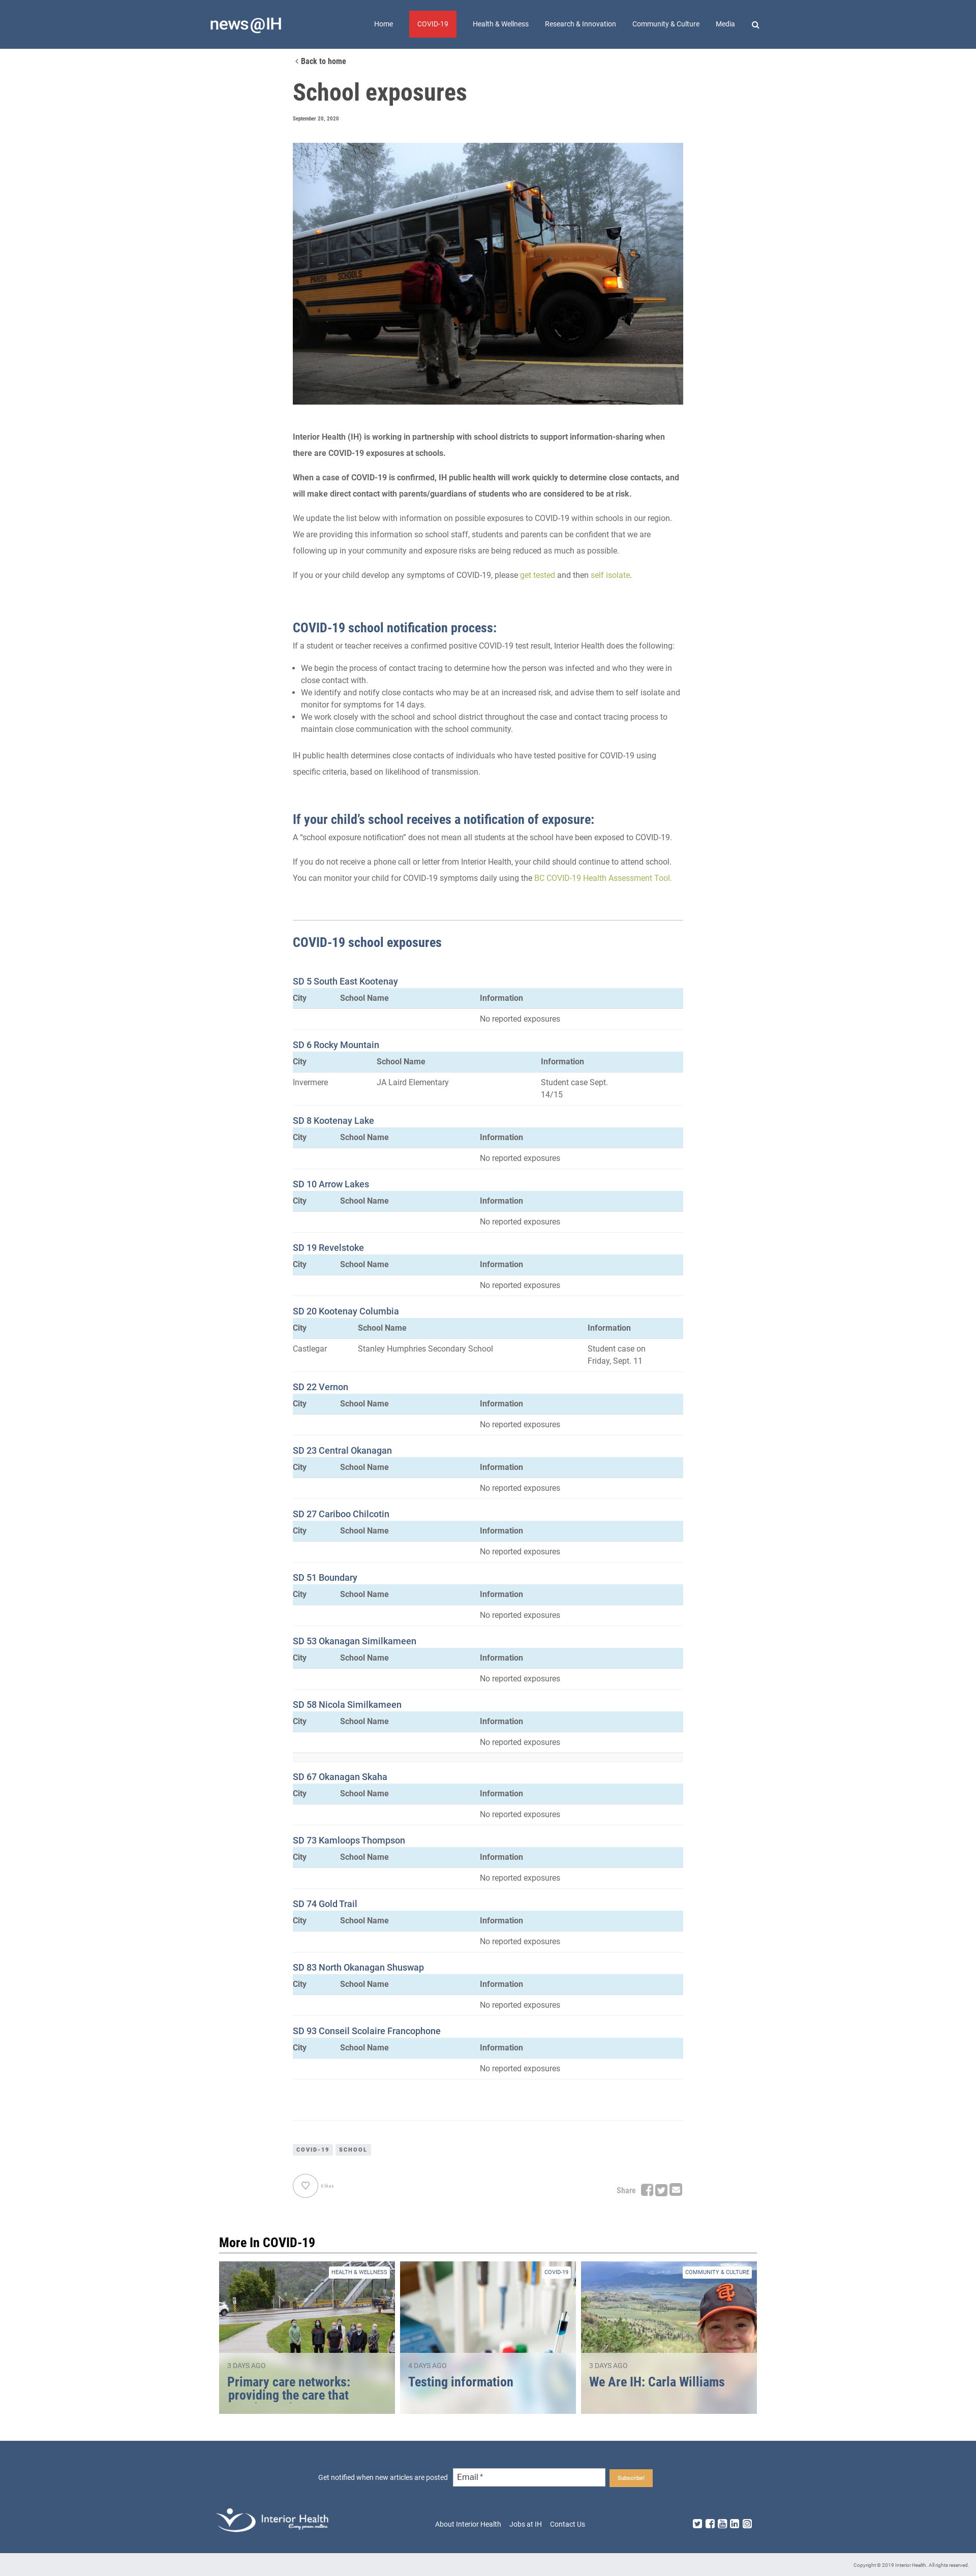 news@IH
Home COVID-19 Health & Wellness Research & Innovation Community & Culture Media
Back to home
School exposures
September 20, 2020
PARISH SCHOOLS
Interior Health (IH) is working in partnership with school districts to support information-sharing when
there are COVID-19 exposures at schools.
When a case of COVID-19 is confirmed, IH public health will work quickly to determine close contacts, and
will make direct contact with parents/guardians of students who are considered to be at risk.
We update the list below with information on possible exposures to COVID-19 within schools in our region.
We are providing this information so school staff, students and parents can be confident that we are
following up in your community and exposure risks are being reduced as much as possible.
If you or your child develop any symptoms of COVID-19, please get tested and then self isolate.
COVID-19 school notification process:
If a student or teacher receives a confirmed positive COVID-19 test result, Interior Health does the following:
• We begin the process of contact tracing to determine how the person was infected and who they were in
close contact with.
• We identify and notify close contacts who may be at an increased risk, and advise them to self isolate and
monitor for symptoms for 14 days.
• We work closely with the school and school district throughout the case and contact tracing process to
maintain close communication with the school community.
IH public health determines close contacts of individuals who have tested positive for COVID-19 using
specific criteria, based on likelihood of transmission.
If your child’s school receives a notification of exposure:
A “school exposure notification” does not mean all students at the school have been exposed to COVID-19.
If you do not receive a phone call or letter from Interior Health, your child should continue to attend school.
You can monitor your child for COVID-19 symptoms daily using the BC COVID-19 Health Assessment Tool.
COVID-19 school exposures
SD 5 South East Kootenay
City School Name Information
No reported exposures
SD 6 Rocky Mountain
City School Name Information
Invermere JA Laird Elementary Student case Sept.
14/15
SD 8 Kootenay Lake
City School Name Information
No reported exposures
SD 10 Arrow Lakes
City School Name Information
No reported exposures
SD 19 Revelstoke
City School Name Information
No reported exposures
SD 20 Kootenay Columbia
City School Name Information
Castlegar Stanley Humphries Secondary School Student case on
Friday, Sept. 11
SD 22 Vernon
City School Name Information
No reported exposures
SD 23 Central Okanagan
City School Name Information
No reported exposures
SD 27 Cariboo Chilcotin
City School Name Information
No reported exposures
SD 51 Boundary
City School Name Information
No reported exposures
SD 53 Okanagan Similkameen
City School Name Information
No reported exposures
SD 58 Nicola Similkameen
City School Name Information
No reported exposures
SD 67 Okanagan Skaha
City School Name Information
No reported exposures
SD 73 Kamloops Thompson
City School Name Information
No reported exposures
SD 74 Gold Trail
City School Name Information
No reported exposures
SD 83 North Okanagan Shuswap
City School Name Information
No reported exposures
SD 93 Conseil Scolaire Francophone
City School Name Information
No reported exposures
COVID-19 SCHOOL
likes
Share
More In COVID-19
HEALTH & WELLNESS
3 DAYS AGO
Primary care networks:
providing the care that
COVID-19
4 DAYS AGO
Testing information
COMMUNITY & CULTURE
3 DAYS AGO
We Are IH: Carla Williams
Get notified when new articles are posted Email * Subscribe!
Interior Health
Every person matters
About Interior Health Jobs at IH Contact Us
Copyright © 2019 Interior Health. All rights reserved.